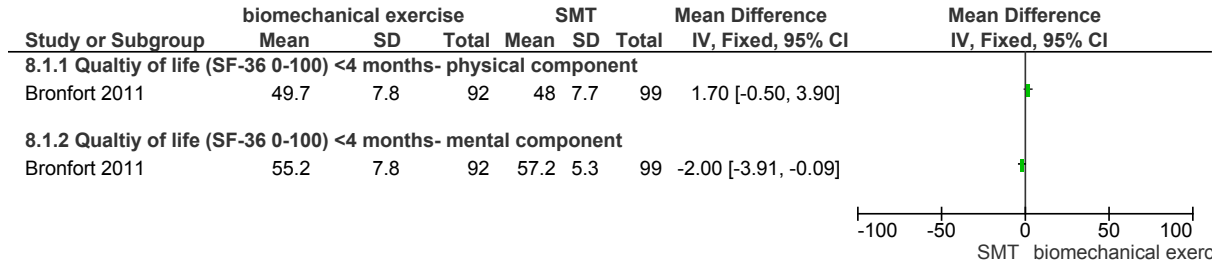 biomechanical exercise SMT Mean Difference Mean Difference
Study or Subgroup Mean SD Total Mean SD Total IV, Fixed, 95% CI IV, Fixed, 95% CI
8.1.1 Qualtiy of life (SF-36 0-100) <4 months- physical component
Bronfort 2011 49.7 7.8 92 48 7.7 99 1.70 [-0.50, 3.90]
8.1.2 Qualtiy of life (SF-36 0-100) <4 months- mental component
Bronfort 2011 55.2 7.8 92 57.2 5.3 99 -2.00 [-3.91, -0.09]
-100 -50 0 50 100
SMT biomechanical exerc